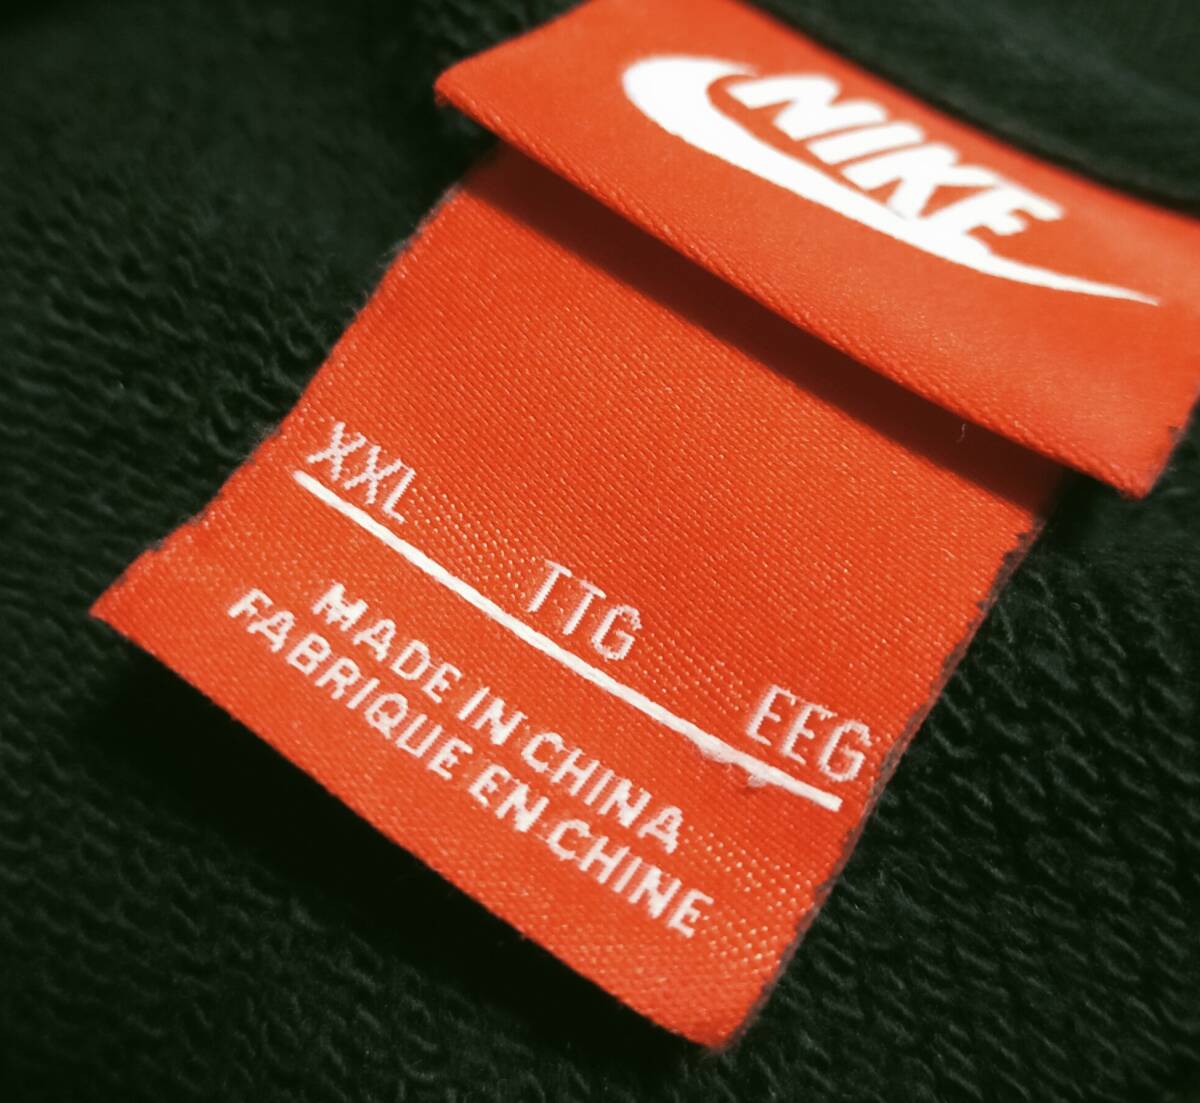 NIKE
XXL TTG EEG
MADE IN CHINA
FABRIQUE EN CHINE